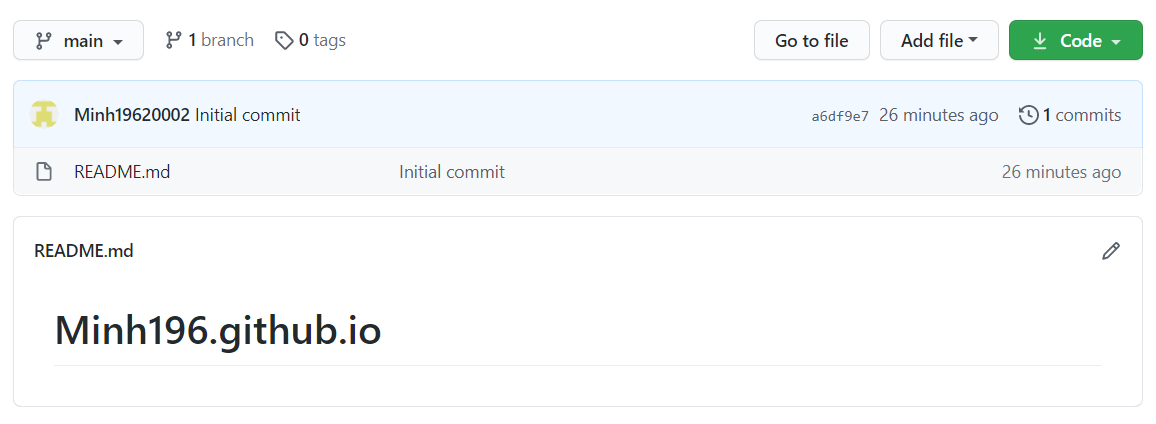 main 1 branch 0 tags Go to file Add file Code
Minh19620002 Initial commit a6df9e7 26 minutes ago 1 commits
README.md Initial commit 26 minutes ago
README.md
Minh196.github.io